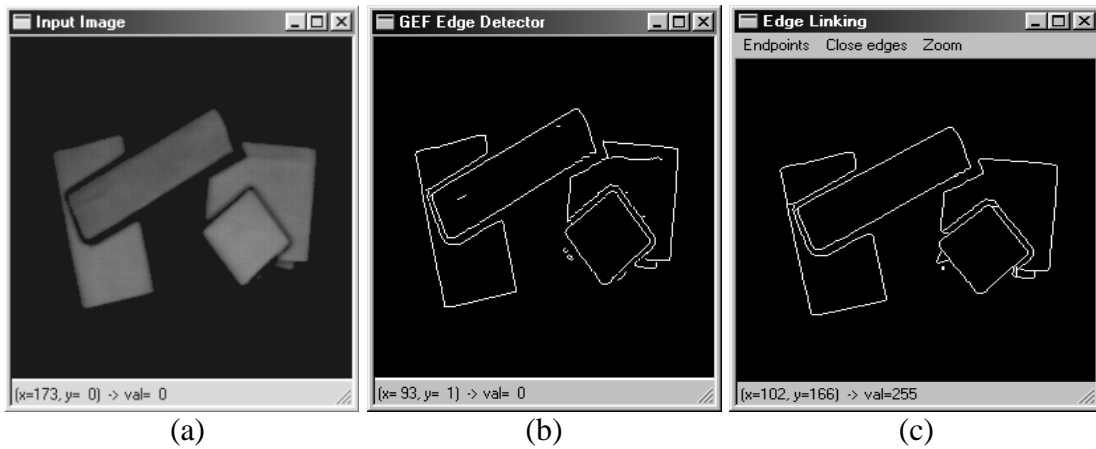 Input Image
GEF Edge Detector
Edge Linking
Endpoints Close edges Zoom
(x=173, y= 0) -> val= 0
(x= 93, y= 1) -> val= 0
(x=102, y=166) -> val=255
(a)
(b)
(c)